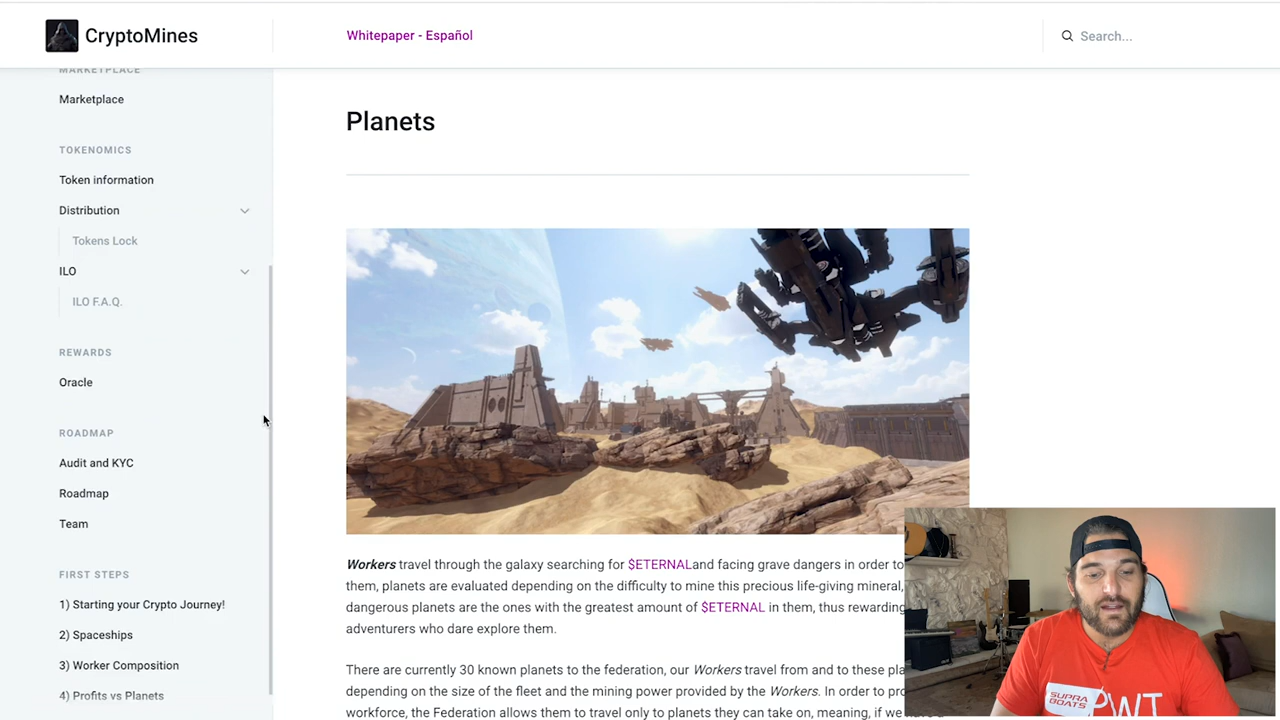 CryptoMines
Whitepaper - Español
Search...
MARKETPLACE
Marketplace
TOKENOMICS
Token information
Distribution
Tokens Lock
ILO
ILO F.A.Q.
REWARDS
Oracle
ROADMAP
Audit and KYC
Roadmap
Team
FIRST STEPS
1) Starting your Crypto Journey!
2) Spaceships
3) Worker Composition
4) Profits vs Planets
Planets
Workers travel through the galaxy searching for $ETERNALand facing grave dangers in order to
them, planets are evaluated depending on the difficulty to mine this precious life-giving mineral,
dangerous planets are the ones with the greatest amount of $ETERNAL in them, thus rewarding
adventurers who dare explore them.
There are currently 30 known planets to the federation, our Workers travel from and to these
depending on the size of the fleet and the mining power provided by the Workers. In order to
workforce, the Federation allows them to travel only to planets they can take on, meaning, if we
SUPRA
BOATS
PWT